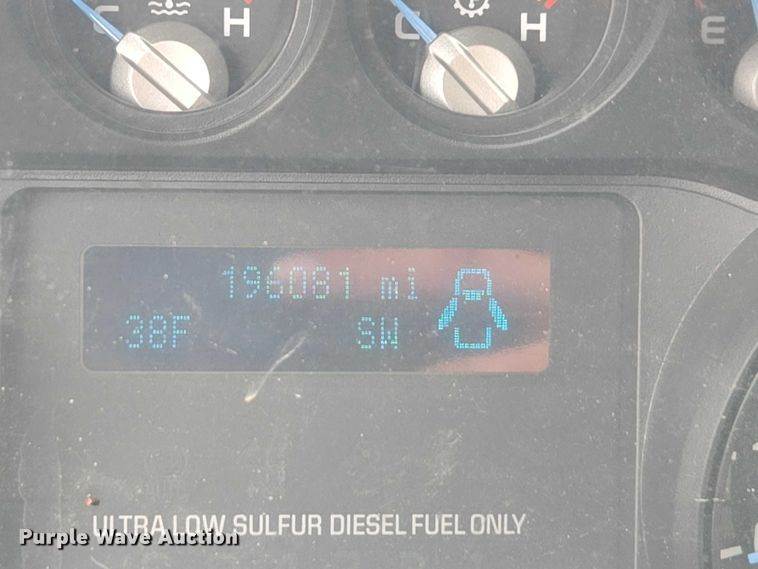 C H
C H
E
196081 mi
38F SW
ULTRA LOW SULFUR DIESEL FUEL ONLY
Purple Wave Auction